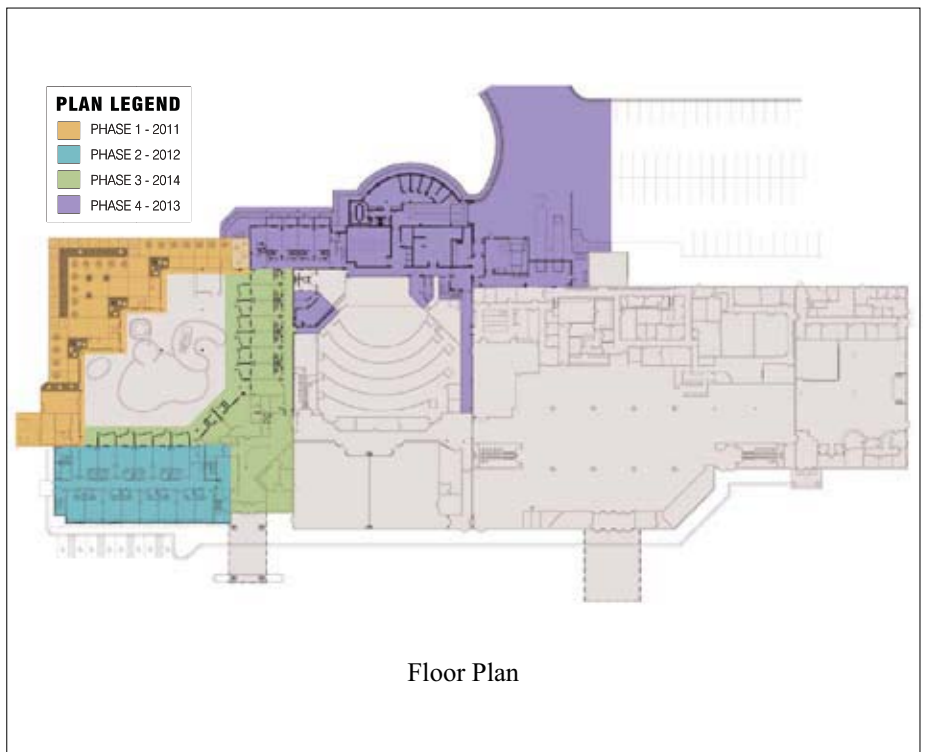 PLAN LEGEND
PHASE 1 - 2011
PHASE 2 - 2012
PHASE 3 - 2014
PHASE 4 - 2013
Floor Plan